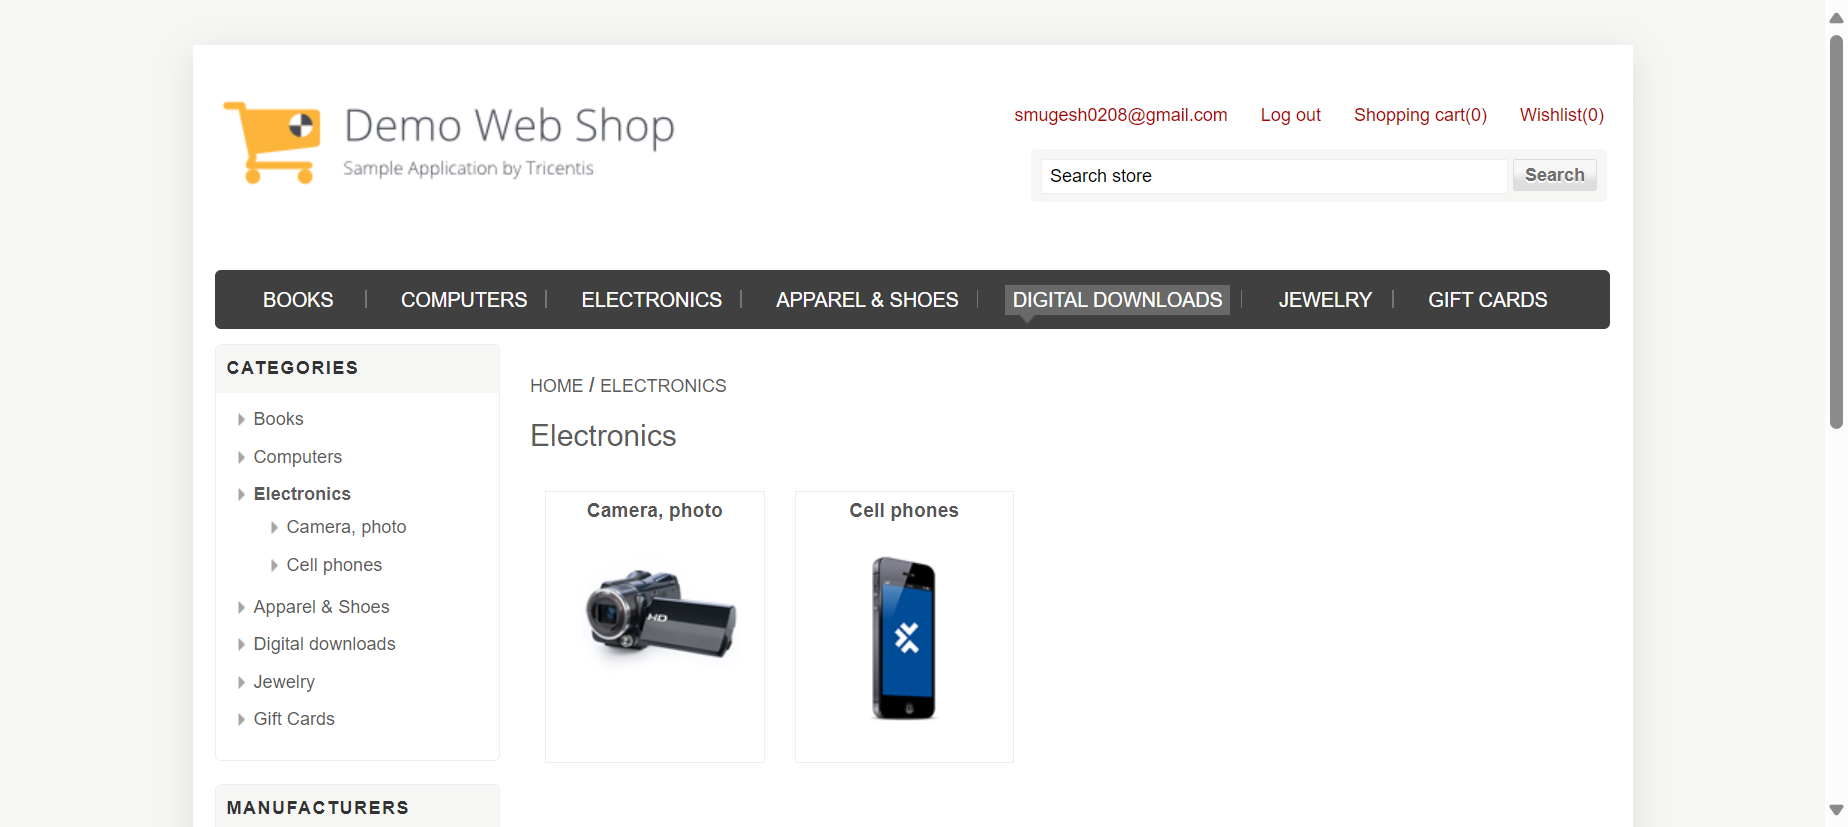 Demo Web Shop
Sample Application by Tricentis
smugesh0208@gmail.com Log out Shopping cart(0) Wishlist(0)
Search store Search
BOOKS COMPUTERS ELECTRONICS APPAREL & SHOES DIGITAL DOWNLOADS JEWELRY GIFT CARDS
CATEGORIES
Books
Computers
Electronics
Camera, photo
Cell phones
Apparel & Shoes
Digital downloads
Jewelry
Gift Cards
MANUFACTURERS
HOME / ELECTRONICS
Electronics
Camera, photo
HD
Cell phones